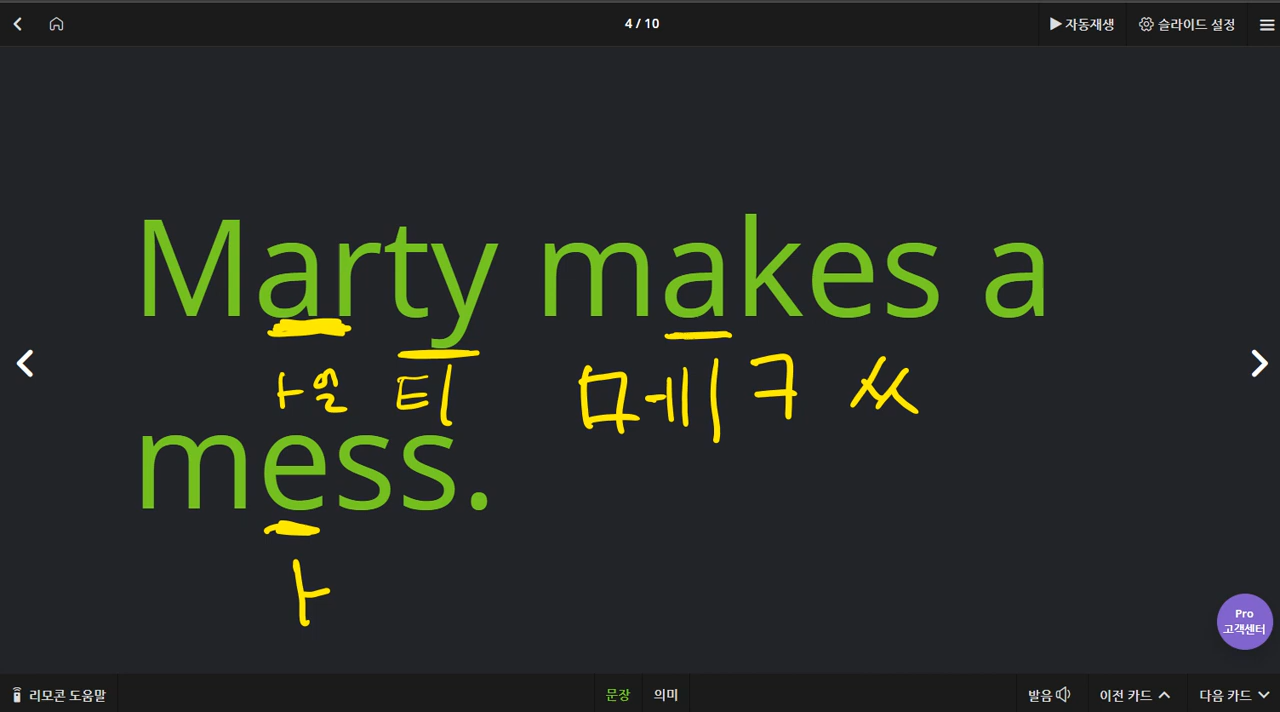 4 / 10
자동재생
슬라이드 설정
Marty makes a
ㅏ얼 티 메이크 ㅆ
mess.
ㅏ
Pro
고객센터
리모콘 도움말
문장
의미
발음
이전 카드
다음 카드